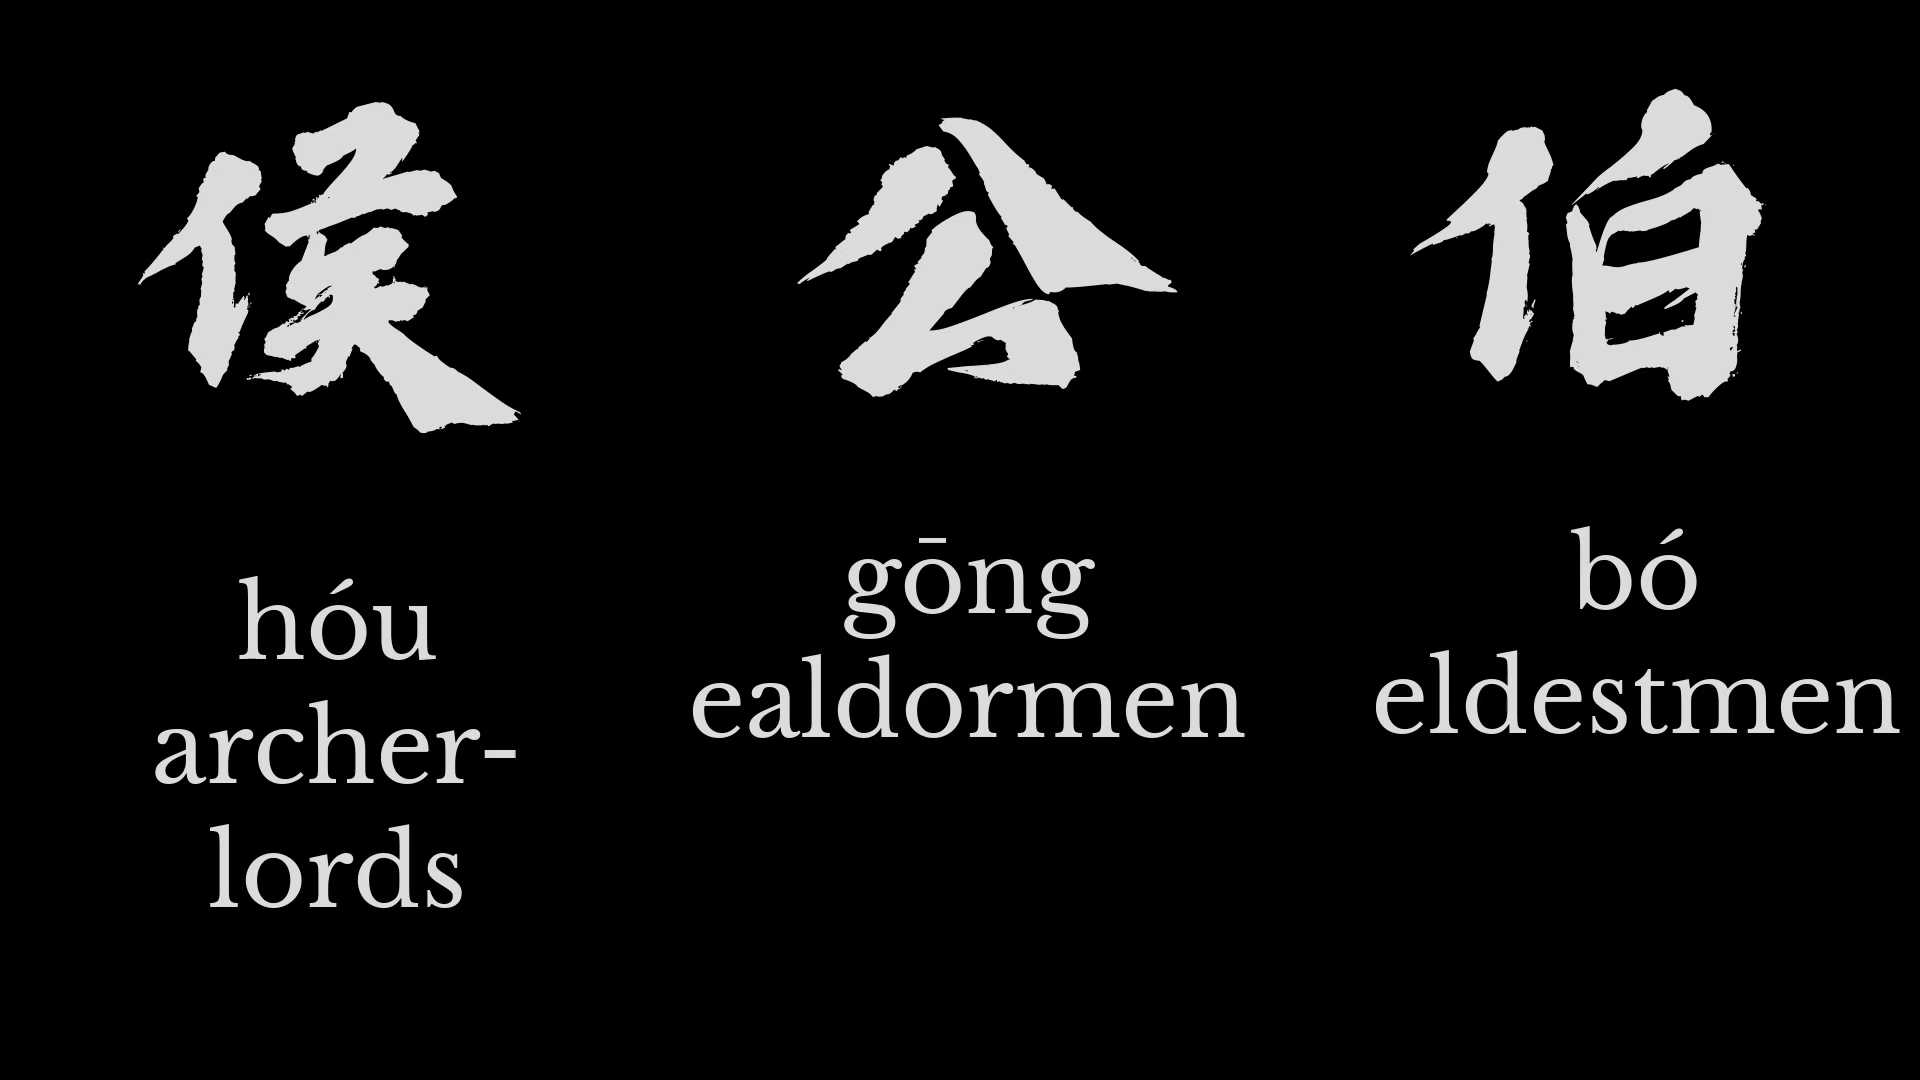 侯
hóu
archer-
lords
公
gōng
ealdormen
伯
bó
eldestmen